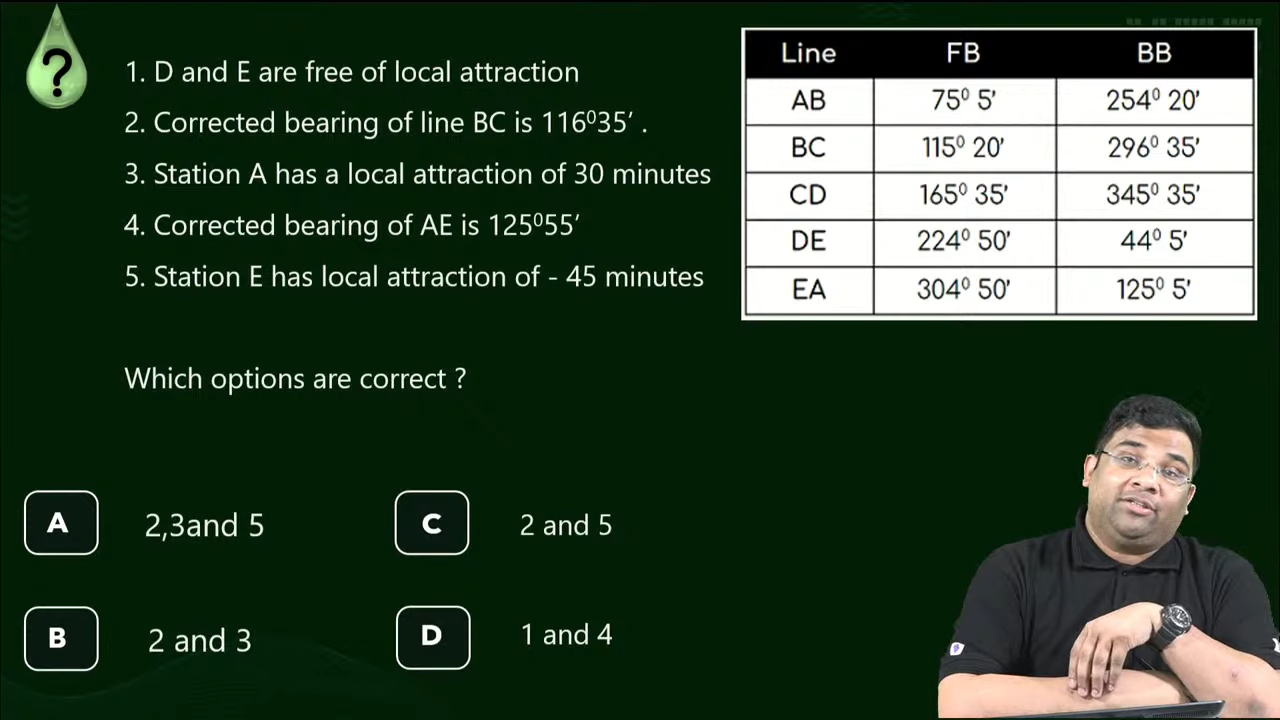 ?
1. D and E are free of local attraction
2. Corrected bearing of line BC is 116⁰35′ .
3. Station A has a local attraction of 30 minutes
4. Corrected bearing of AE is 125⁰55′
5. Station E has local attraction of - 45 minutes
Which options are correct ?
Line FB BB
AB 75⁰ 5′ 254⁰ 20′
BC 115⁰ 20′ 296⁰ 35′
CD 165⁰ 35′ 345⁰ 35′
DE 224⁰ 50′ 44⁰ 5′
EA 304⁰ 50′ 125⁰ 5′
A 2,3and 5
C 2 and 5
B 2 and 3
D 1 and 4